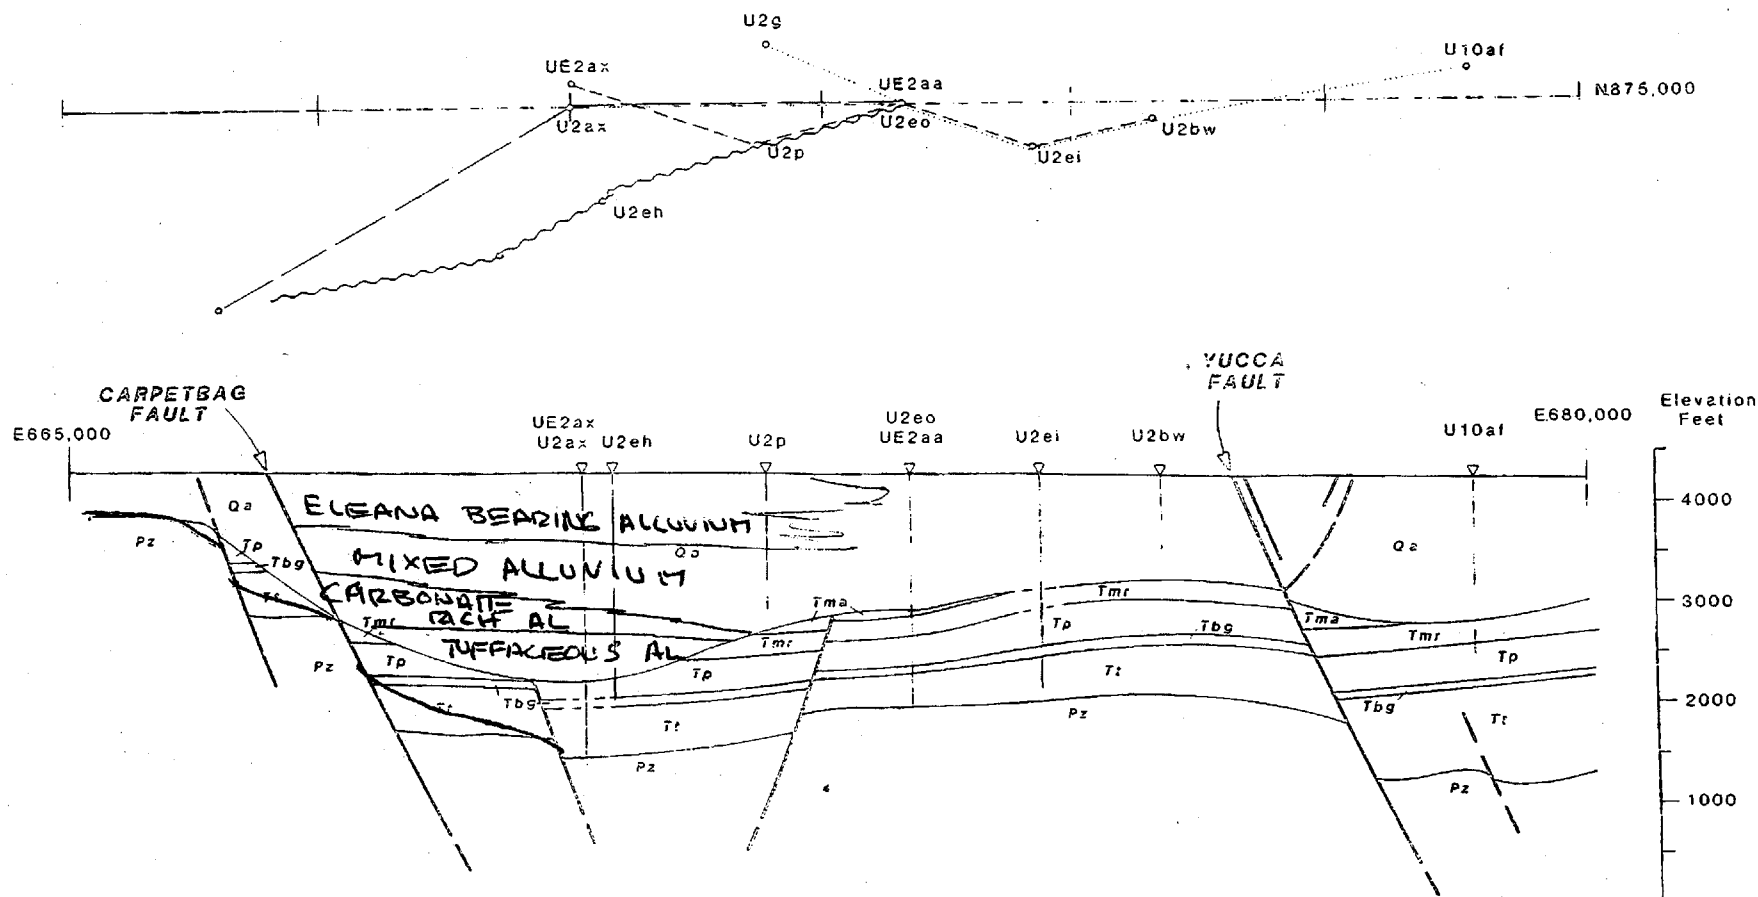 U2g
U10af
UE2ax
UE2aa
N875,000
U2ax
U2eo
U2bw
U2p
U2ei
U2eh
YUCCA
FAULT
CARPETBAG
FAULT
E665,000
UE2ax
U2ax U2eh
U2p
U2eo
UE2aa
U2ei
U2bw
E680,000
U10af
Elevation
Feet
4000
Qa
ELEANA BEARING ALLUVIUM
Pz
Tp
Tbg
Qa
Qa
MIXED ALLUVIUM
Tt
CARBONATE
RICH AL
Tma
Tmr
3000
Tma
Tmr
Tmr
TUFFACEOUS AL
Tmr
Tp
Tbg
Pz
Tp
Tp
Tt
Tp
Tt
Tbg
Tt
Tbg
2000
Pz
Tt
Pz
Pz
1000